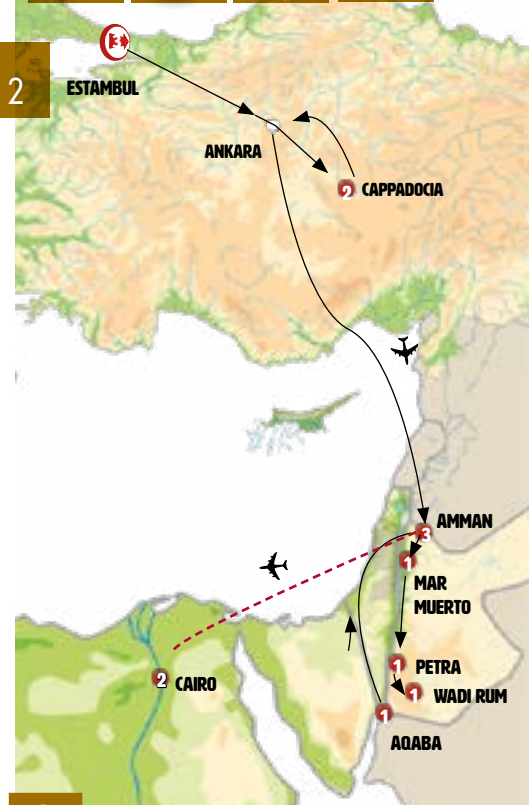 3
2
ESTAMBUL
ANKARA
2 CAPPADOCIA
AMMAN
3
1
MAR
MUERTO
1 PETRA
1 WADI RUM
2 CAIRO
1
AQABA